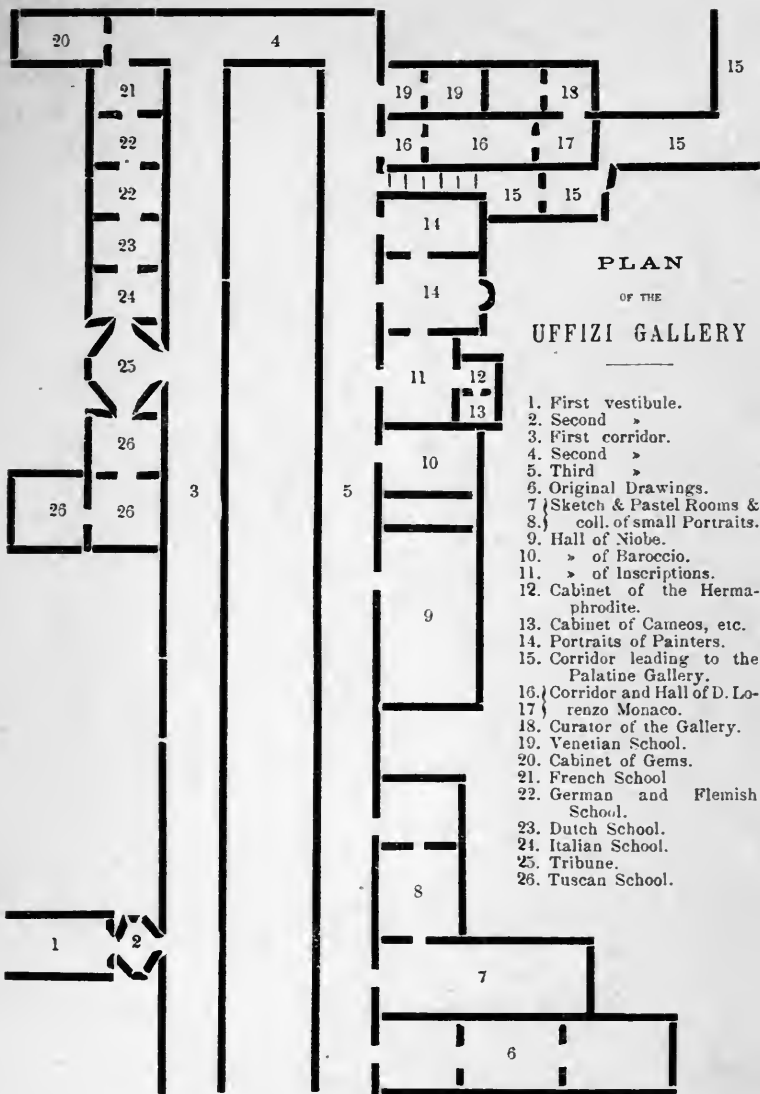 20
4
19
19
18
15
21
16
16
17
15
22
15
15
22
14
23
24
14
25
11
12
13
26
10
26
26
3
5
9
8
1
2
7
6
PLAN
OF THE
UFFIZI GALLERY
1. First vestibule.
2. Second »
3. First corridor.
4. Second »
5. Third »
6. Original Drawings.
7 } Sketch & Pastel Rooms &
8. } coll. of small Portraits.
9. Hall of Niobe.
10. » of Baroccio.
11. » of Inscriptions.
12. Cabinet of the Herma-
phrodite.
13. Cabinet of Cameos, etc.
14. Portraits of Painters.
15. Corridor leading to the
Palatine Gallery.
16. } Corridor and Hall of D. Lo-
17 } renzo Monaco.
18. Curator of the Gallery.
19. Venetian School.
20. Cabinet of Gems.
21. French School
22. German and Flemish
School.
23. Dutch School.
24. Italian School.
25. Tribune.
26. Tuscan School.